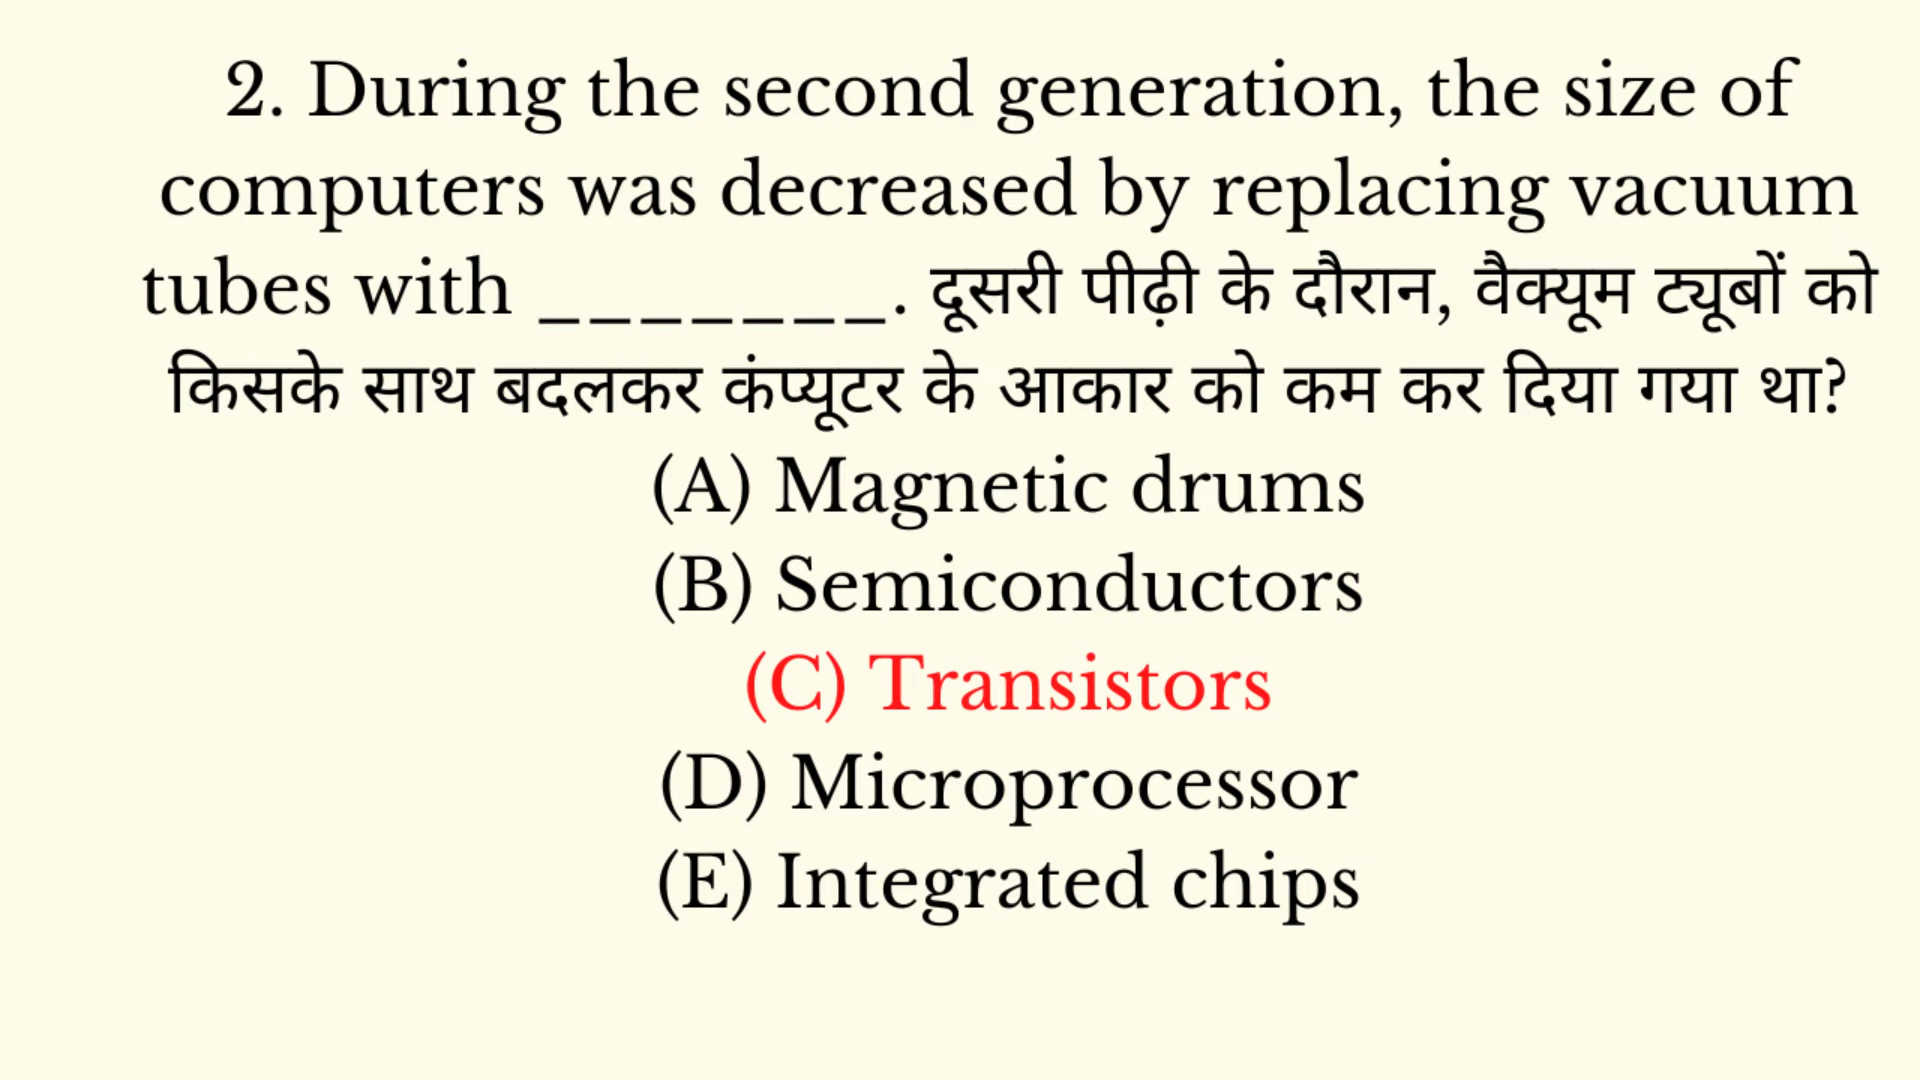 2. During the second generation, the size of
computers was decreased by replacing vacuum
tubes with _______. दूसरी पीढ़ी के दौरान, वैक्यूम ट्यूबों को
किसके साथ बदलकर कंप्यूटर के आकार को कम कर दिया गया था?
(A) Magnetic drums
(B) Semiconductors
(C) Transistors
(D) Microprocessor
(E) Integrated chips